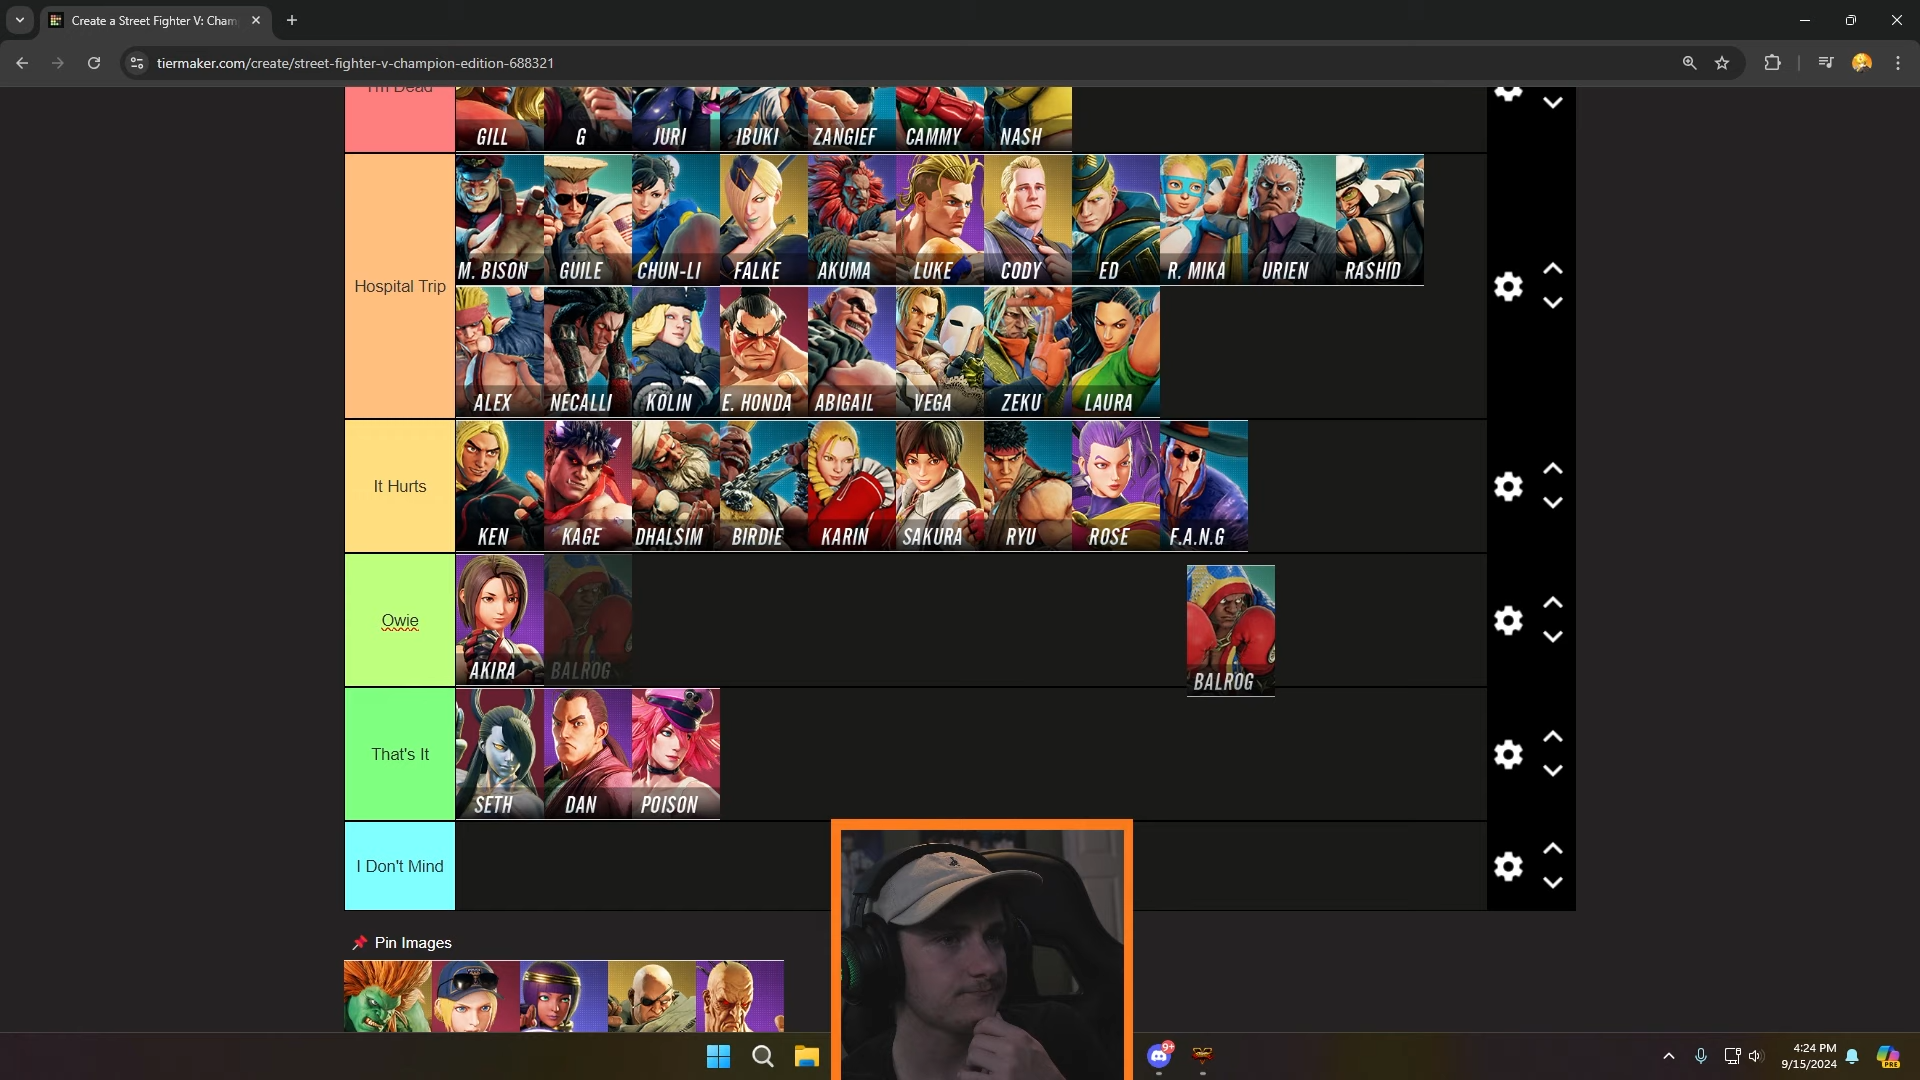 Create a Street Fighter V: Cham
tiermaker.com/create/street-fighter-v-champion-edition-688321
I'm Dead
GILL G JURI IBUKI ZANGIEF CAMMY NASH
Hospital Trip
M. BISON GUILE CHUN-LI FALKE AKUMA LUKE CODY ED R. MIKA URIEN RASHID
ALEX NECALLI KOLIN E. HONDA ABIGAIL VEGA ZEKU LAURA
It Hurts
KEN KAGE DHALSIM BIRDIE KARIN SAKURA RYU ROSE F.A.N.G
Owie
AKIRA BALROG
BALROG
That's It
SETH DAN POISON
I Don't Mind
Pin Images
9+
4:24 PM
9/15/2024
PRE